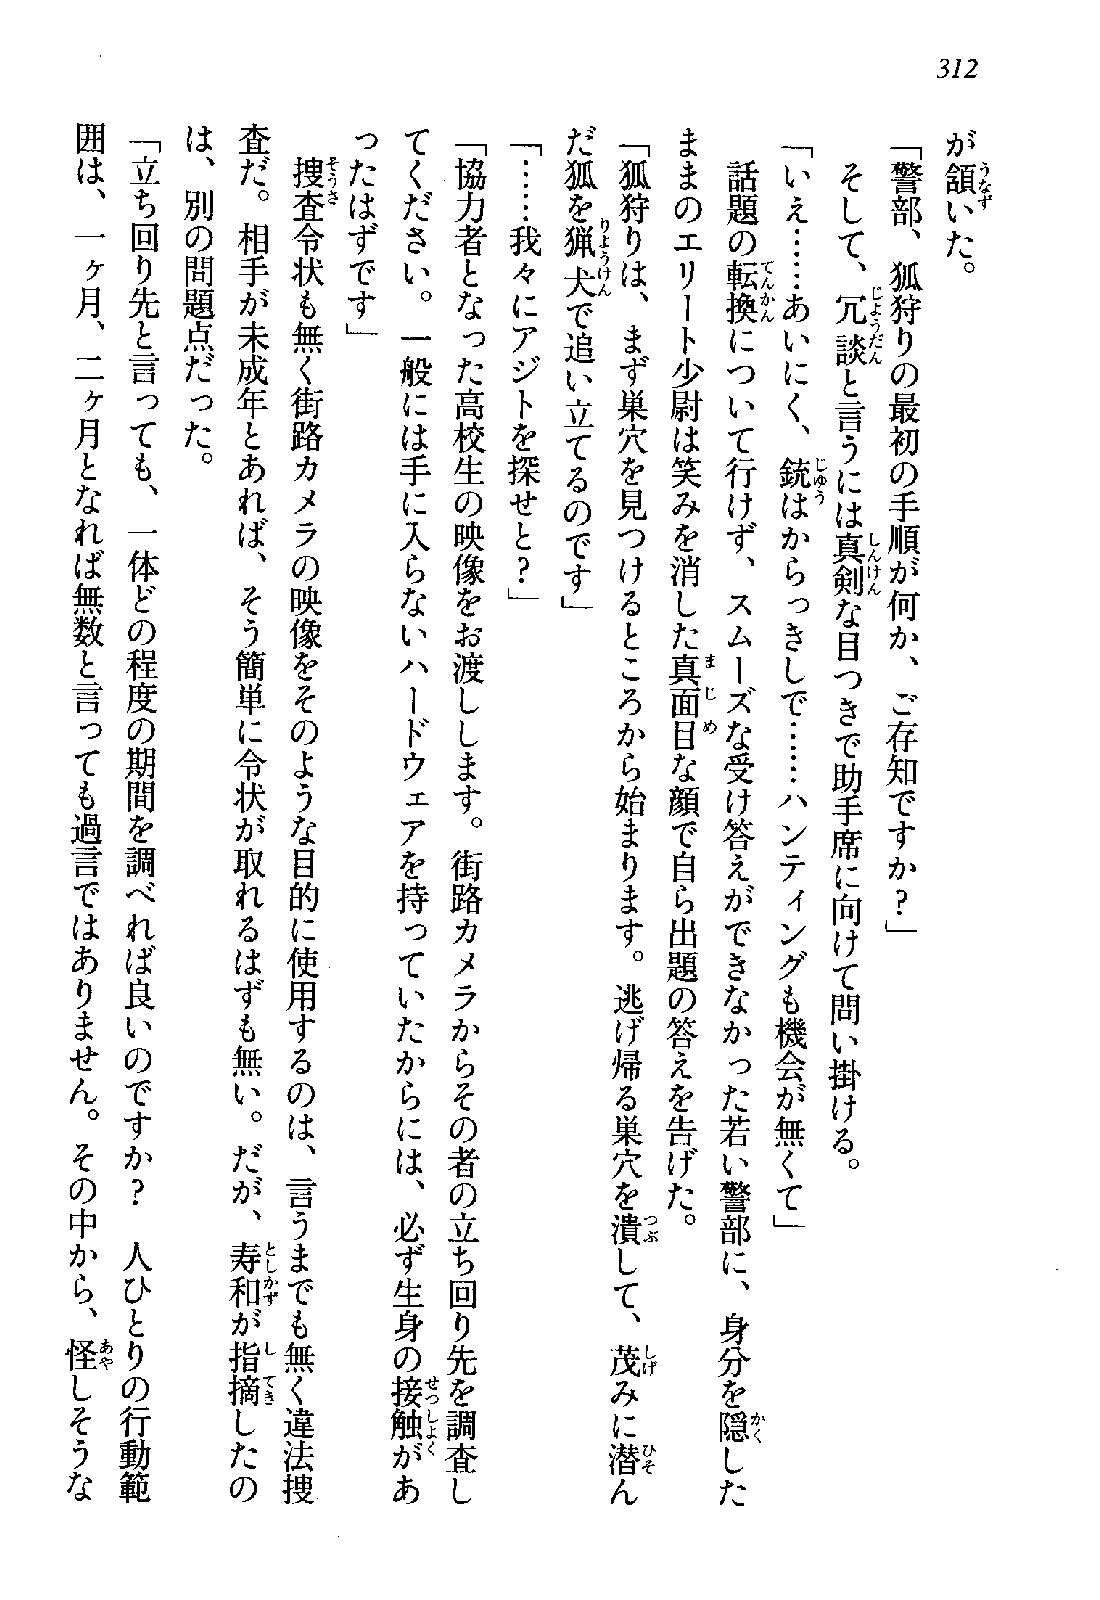 312
が頷いた。
「警部、狐狩りの最初の手順が何か、ご存知ですか？」
そして、冗談と言うには真剣な目つきで助手席に向けて問い掛ける。
「いえ……あいにく、銃はからっきしで……ハンティングも機会が無くて」
話題の転換について行けず、スムーズな受け答えができなかった若い警部に、身分を隠した
ままのエリート少尉は笑みを消した真面目な顔で自ら出題の答えを告げた。
「狐狩りは、まず巣穴を見つけるところから始まります。逃げ帰る巣穴を潰して、茂みに潜ん
だ狐を猟犬で追い立てるのです」
「……我々にアジトを探せと？」
「協力者となった高校生の映像をお渡しします。街路カメラからその者の立ち回り先を調査し
てください。一般には手に入らないハードウェアを持っていたからには、必ず生身の接触があ
ったはずです」
捜査令状も無く街路カメラの映像をそのような目的に使用するのは、言うまでも無く違法捜
査だ。相手が未成年とあれば、そう簡単に令状が取れるはずも無い。だが、寿和が指摘したの
は、別の問題点だった。
「立ち回り先と言っても、一体どの程度の期間を調べれば良いのですか？　人ひとりの行動範
囲は、一ヶ月、二ヶ月となれば無数と言っても過言ではありません。その中から、怪しそうな